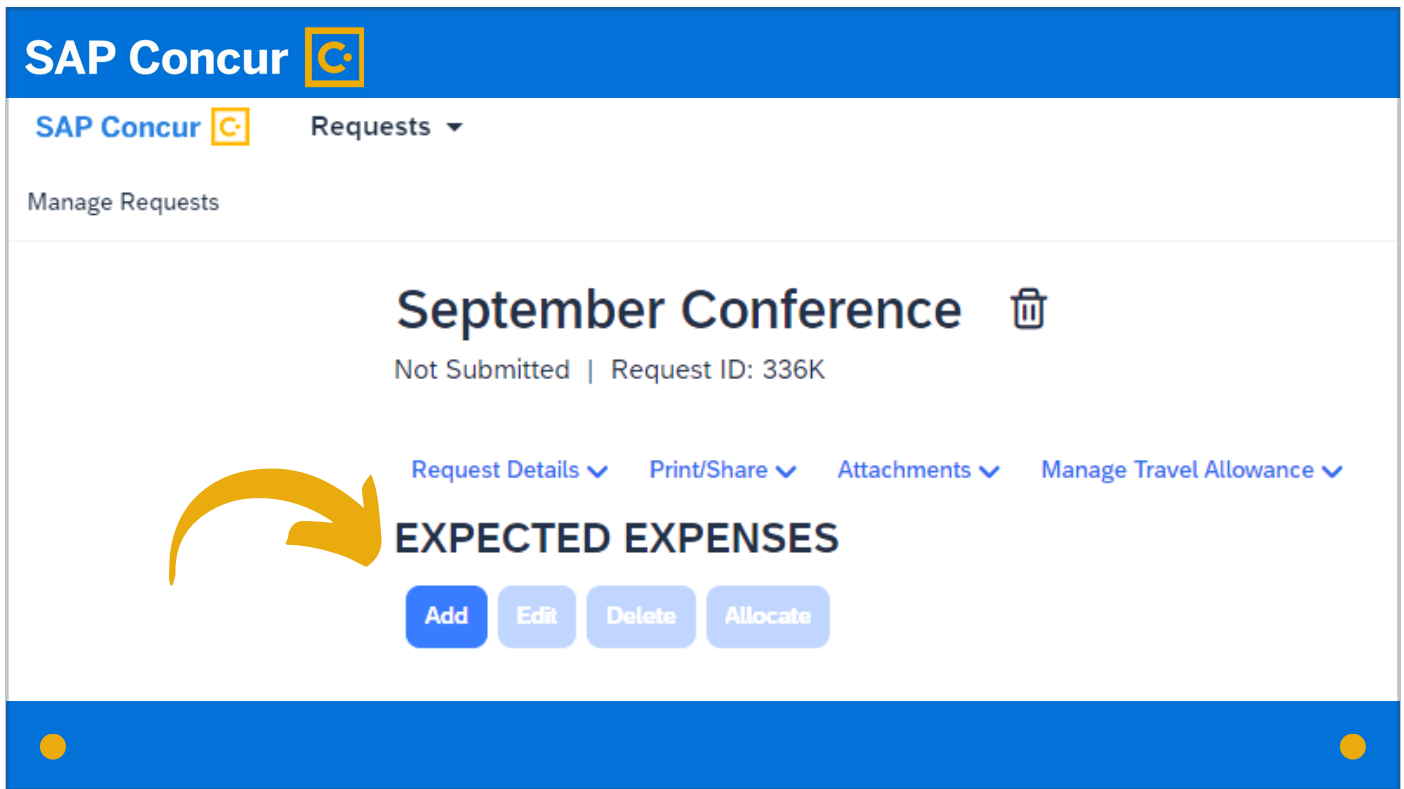 SAP Concur
SAP Concur Requests
Manage Requests
September Conference
Not Submitted | Request ID: 336K
Request Details Print/Share Attachments Manage Travel Allowance
EXPECTED EXPENSES
Add Edit Delete Allocate